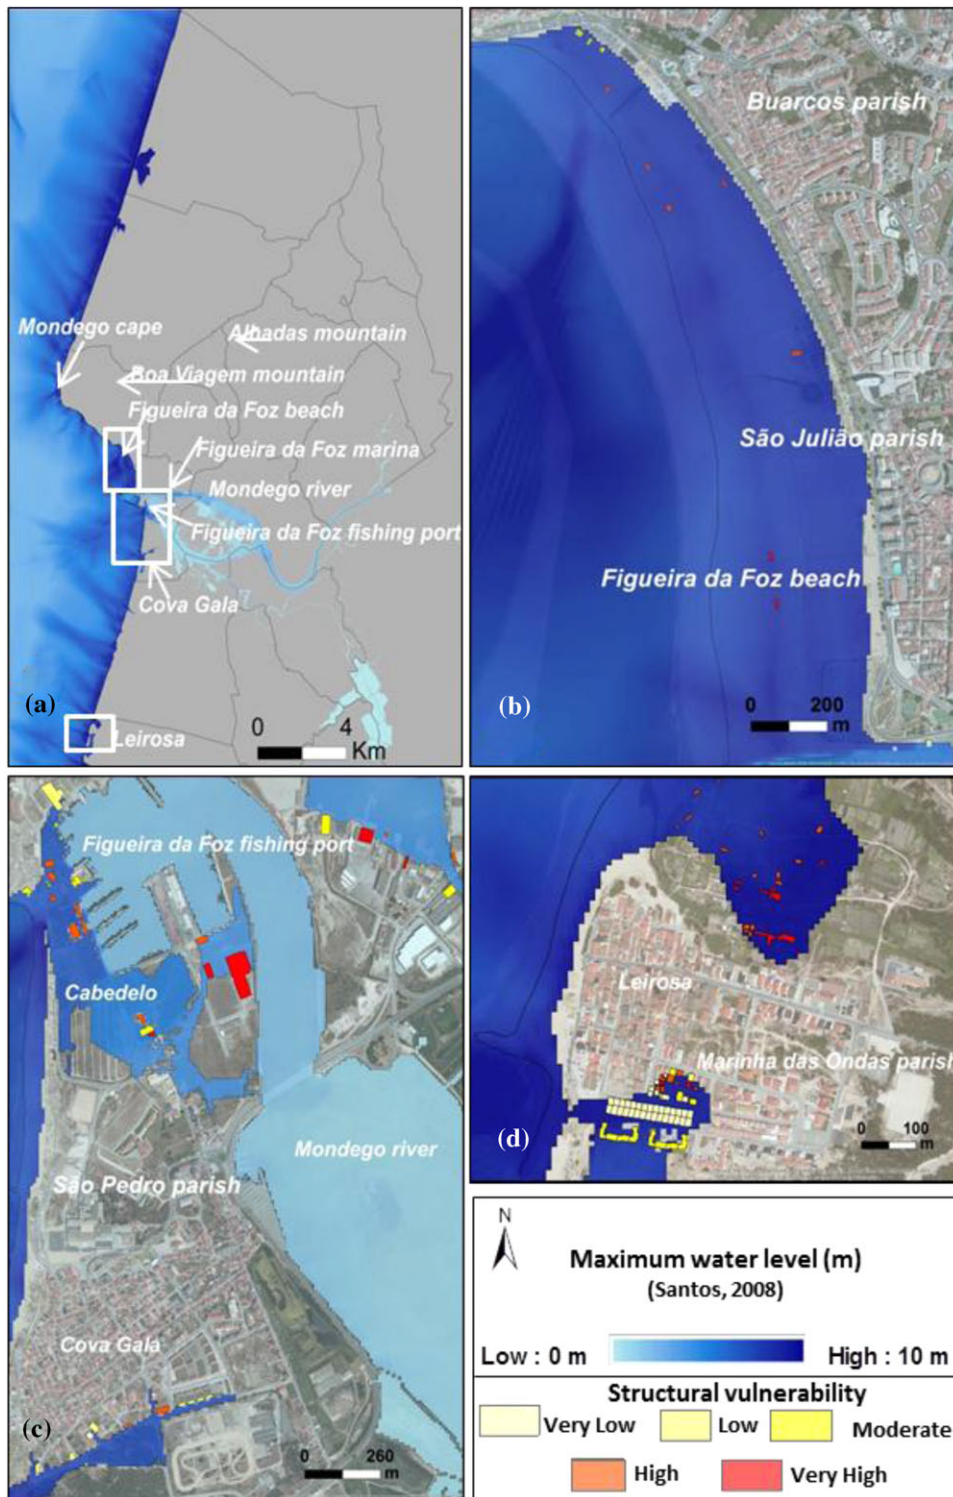 Mondego cape
Alhadas mountain
Boa Viagem mountain
Figueira da Foz beach
Figueira da Foz marina
Mondego river
Figueira da Foz fishing port
Cova Gala
(a)
0 4
Km
Leirosa
Buarcos parish
São Julião parish
Figueira da Foz beach
(b)
0 200
m
Figueira da Foz fishing port
Cabedelo
Mondego river
São Pedro parish
Cova Gala
(c)
0 260
m
Leirosa
Marinha das Ondas parish
(d)
0 100
m
N
Maximum water level (m)
(Santos, 2008)
Low : 0 m High : 10 m
Structural vulnerability
Very Low Low Moderate
High Very High